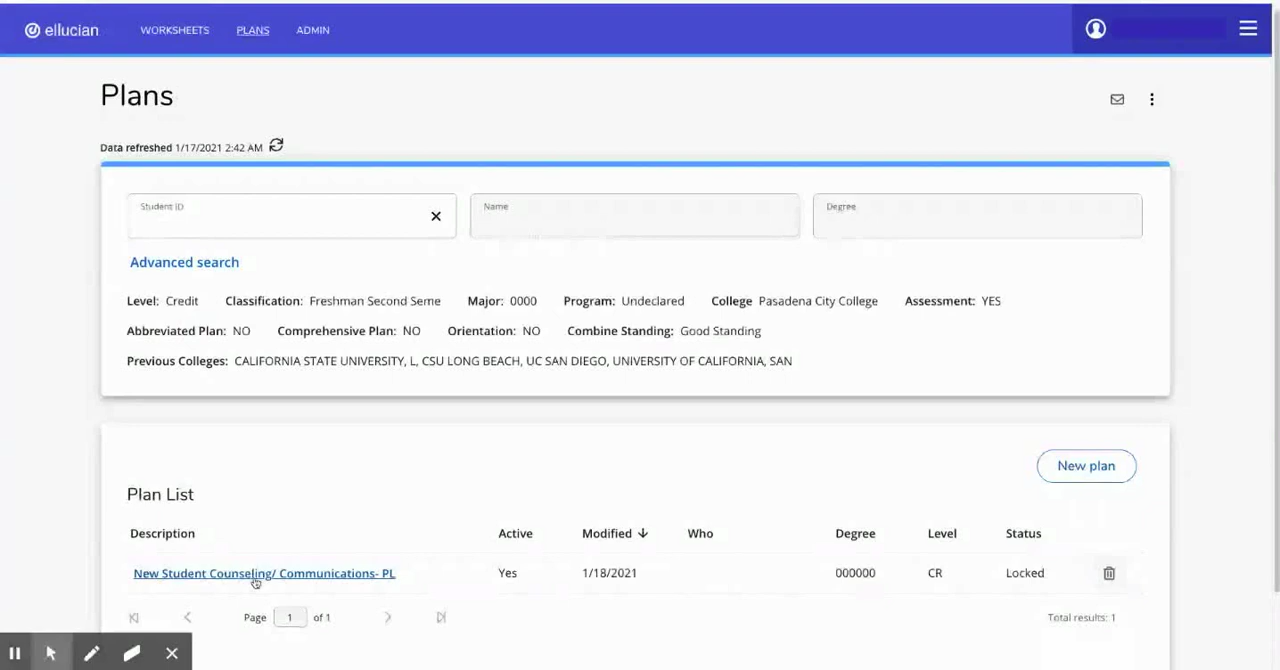 ellucian WORKSHEETS PLANS ADMIN
Plans
Data refreshed 1/17/2021 2:42 AM
Student ID Name Degree
Advanced search
Level: Credit Classification: Freshman Second Seme Major: 0000 Program: Undeclared College Pasadena City College Assessment: YES
Abbreviated Plan: NO Comprehensive Plan: NO Orientation: NO Combine Standing: Good Standing
Previous Colleges: CALIFORNIA STATE UNIVERSITY, L, CSU LONG BEACH, UC SAN DIEGO, UNIVERSITY OF CALIFORNIA, SAN
New plan
Plan List
Description Active Modified Who Degree Level Status
New Student Counseling/ Communications- PL Yes 1/18/2021 000000 CR Locked
Page 1 of 1 Total results: 1